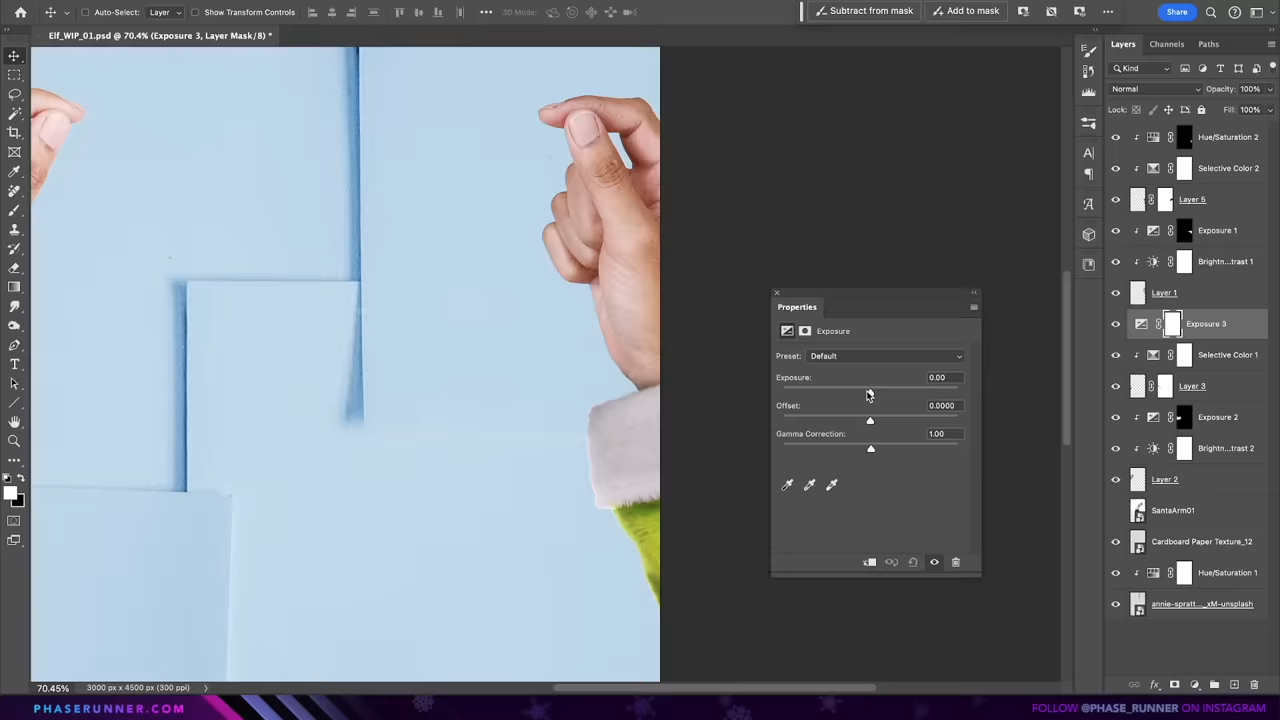 Auto-Select:
Layer
Show Transform Controls
3D Mode:
Subtract from mask
Add to mask
Share
Elf_WIP_01.psd @ 70.4% (Exposure 3, Layer Mask/8) *
Layers
Channels
Paths
Kind
Normal
Opacity:
100%
Lock:
Fill:
100%
Hue/Saturation 2
Selective Color 2
Layer 5
Exposure 1
Brightn...trast 1
Layer 1
Exposure 3
Selective Color 1
Layer 3
Exposure 2
Brightn...trast 2
Layer 2
SantaArm01
Cardboard Paper Texture_12
Hue/Saturation 1
annie-spratt..._xM-unsplash
Properties
Exposure
Preset:
Default
Exposure:
0.00
Offset:
0.0000
Gamma Correction:
1.00
70.45%
3000 px x 4500 px (300 ppi)
PHASERUNNER.COM
FOLLOW @PHASE_RUNNER ON INSTAGRAM